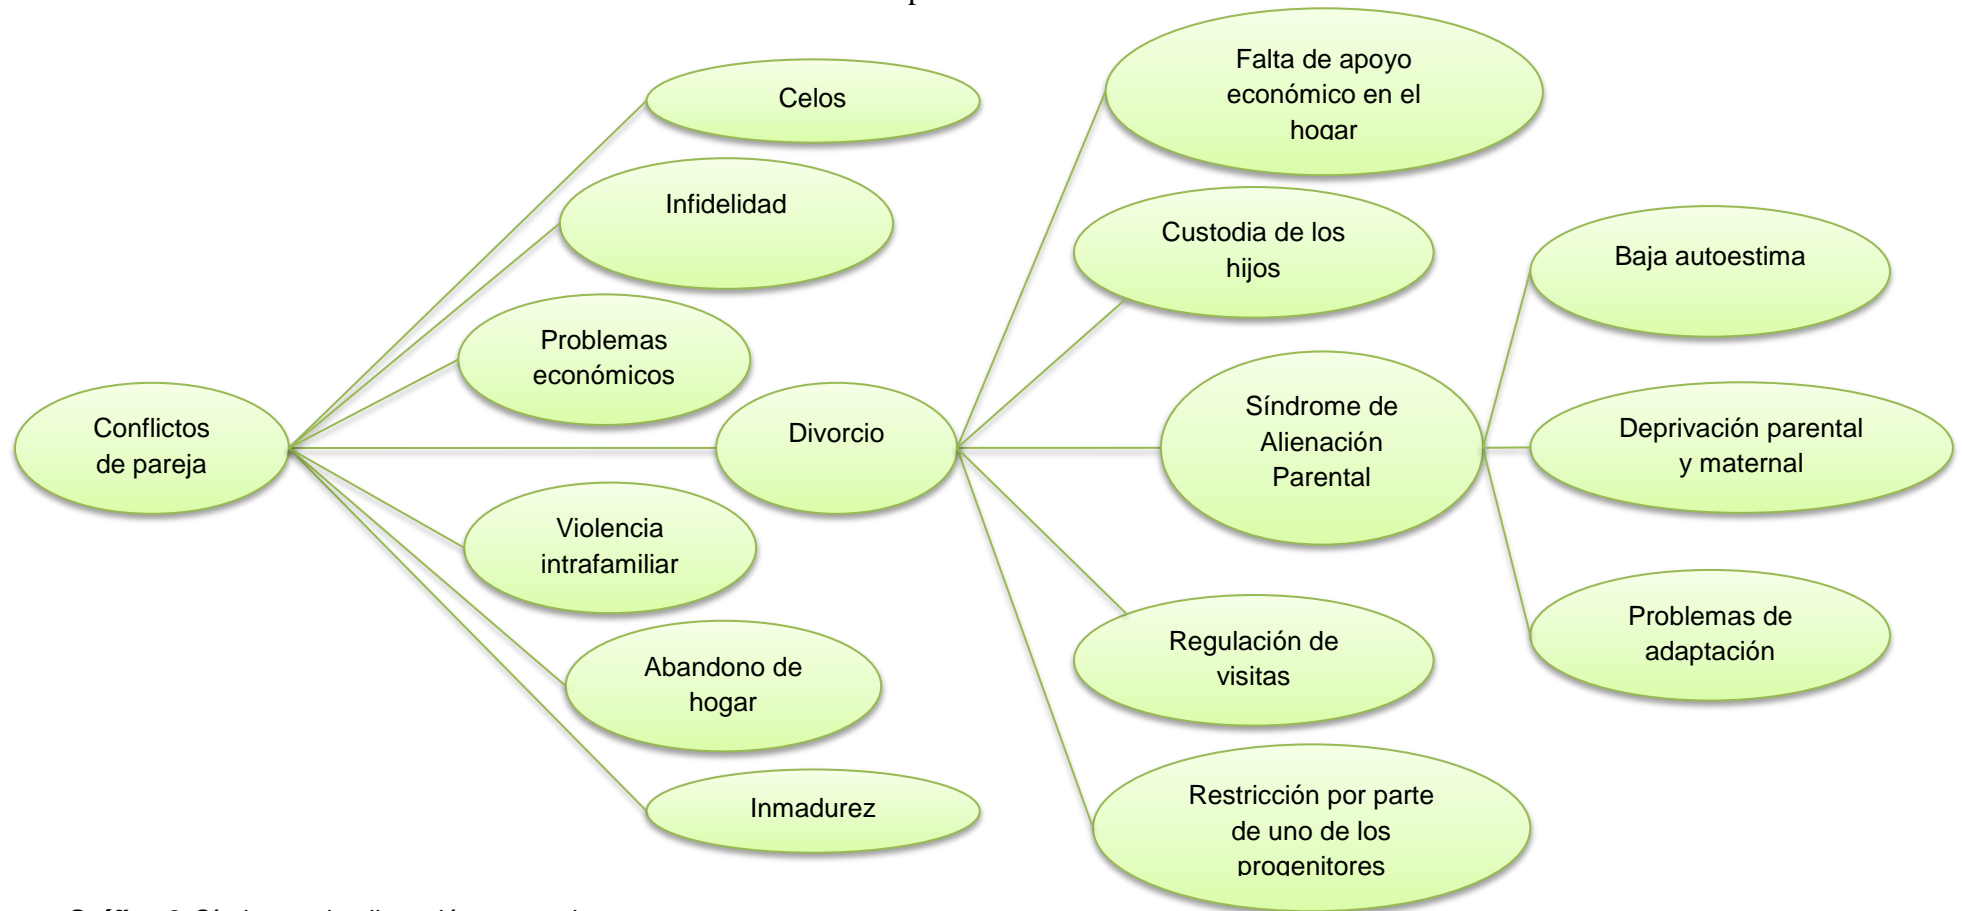 Celos
Infidelidad
Problemas
económicos
Conflictos
de pareja
Divorcio
Violencia
intrafamiliar
Abandono de
hogar
Inmadurez
Falta de apoyo
económico en el
hogar
Custodia de los
hijos
Síndrome de
Alienación
Parental
Regulación de
visitas
Restricción por parte
de uno de los
progenitores
Baja autoestima
Deprivación parental
y maternal
Problemas de
adaptación